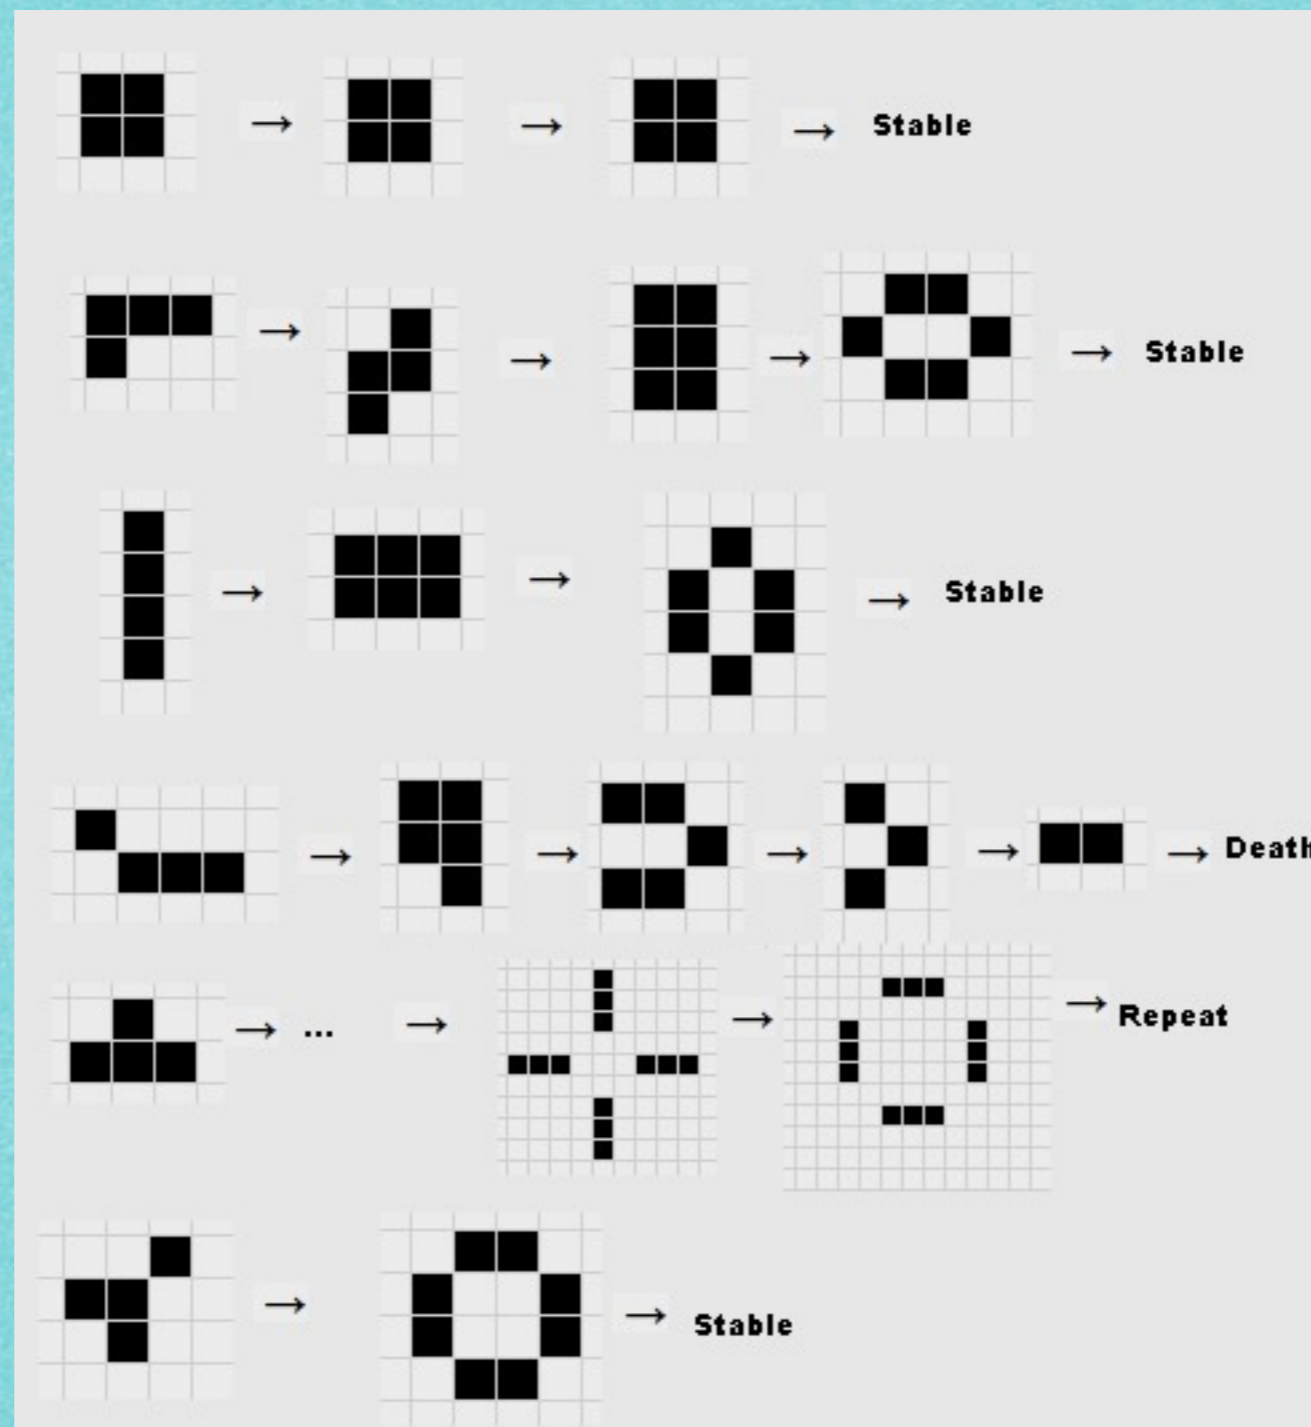 → → → Stable
→ → → → Stable
→ → → Stable
→ → → → → Death
→ ... → → Repeat
→ → Stable